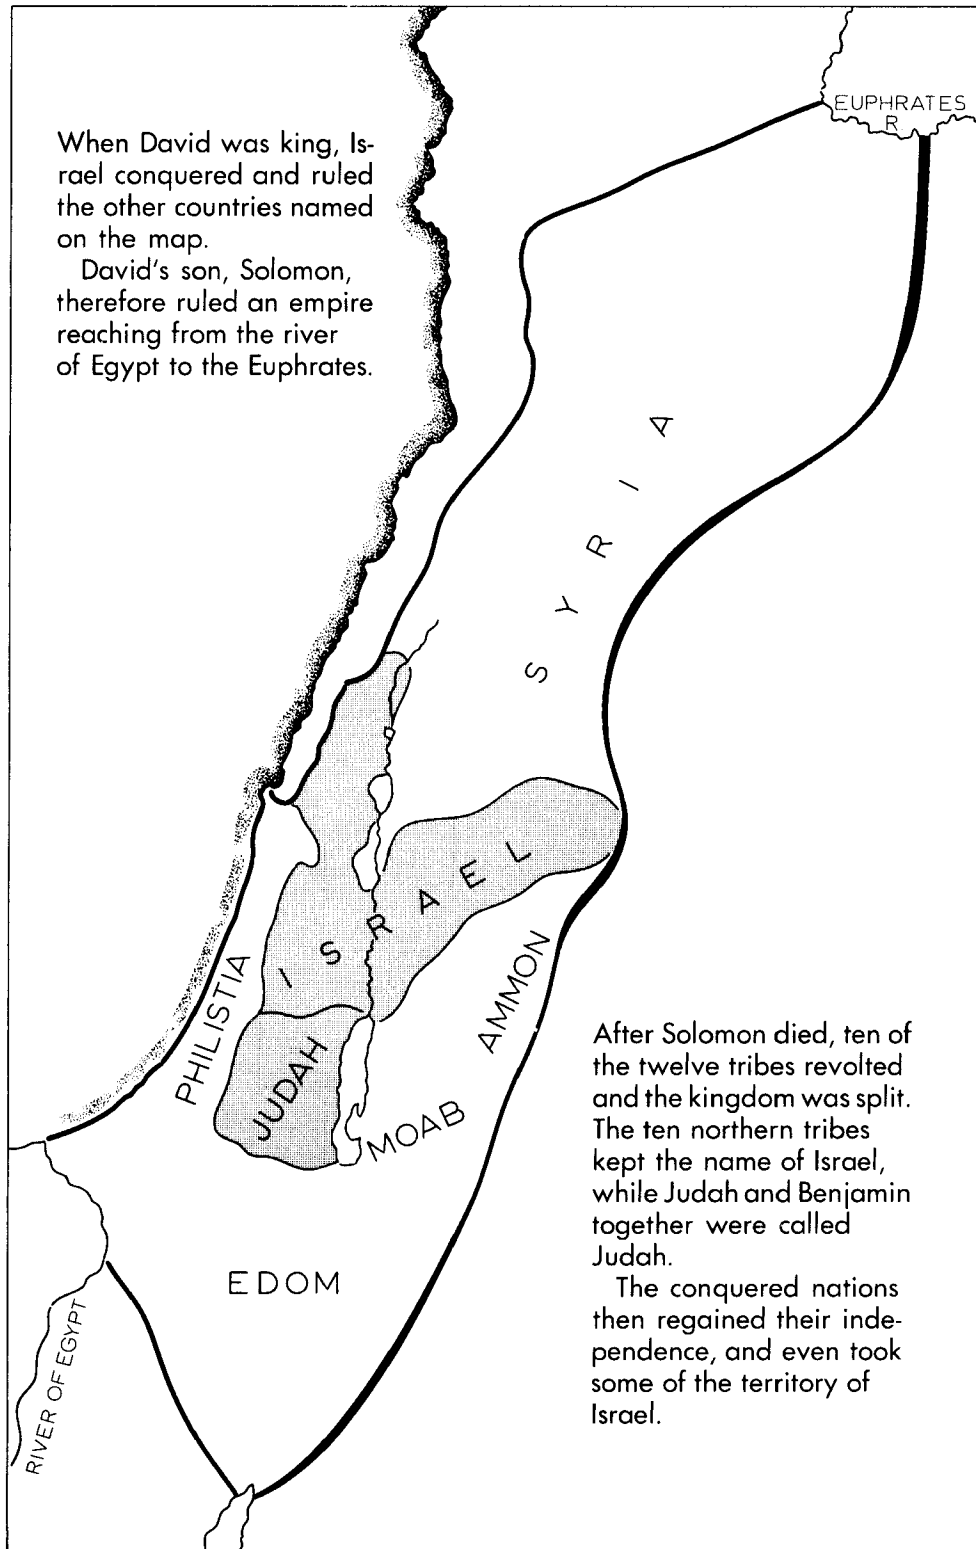 EUPHRATES
R
When David was king, Is-
rael conquered and ruled
the other countries named
on the map.
David's son, Solomon,
therefore ruled an empire
reaching from the river
of Egypt to the Euphrates.
SYRIA
ISRAEL
PHILISTIA
AMMON
JUDAH
MOAB
EDOM
RIVER OF EGYPT
After Solomon died, ten of
the twelve tribes revolted
and the kingdom was split.
The ten northern tribes
kept the name of Israel,
while Judah and Benjamin
together were called
Judah.
The conquered nations
then regained their inde-
pendence, and even took
some of the territory of
Israel.